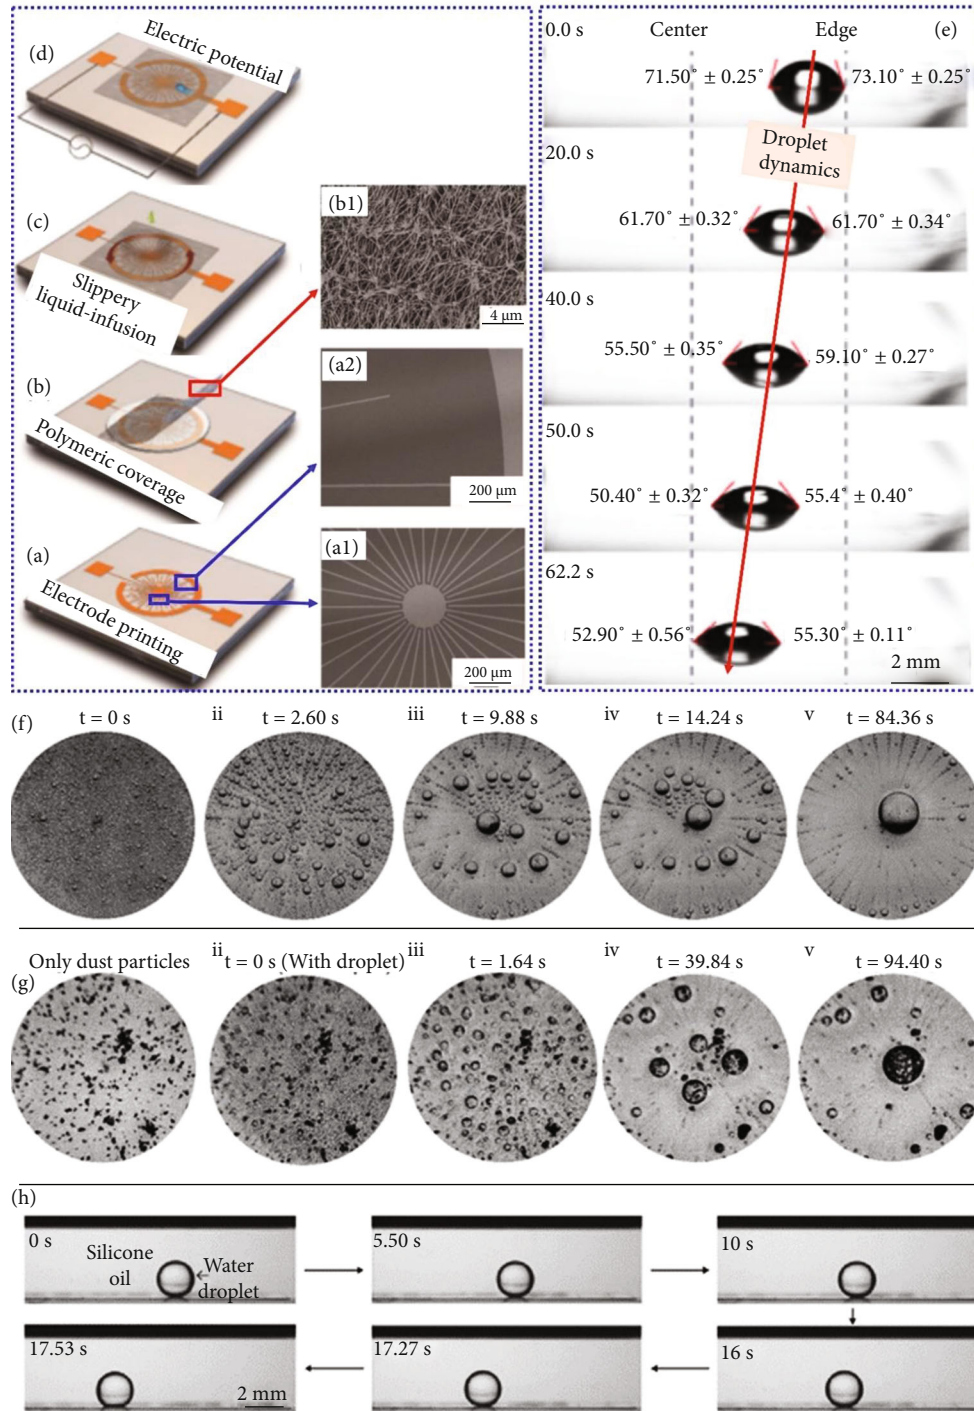 (d)
Electric potential
(c)
4
Slippery
liquid-infusion
(b)
Polymeric coverage
(a)
Electrode printing
(b1)
4 μm
(a2)
200 μm
(a1)
200 μm
0.0 s
Center
Edge
(e)
71.50° ± 0.25°
73.10° ± 0.25°
Droplet
dynamics
20.0 s
61.70° ± 0.32°
61.70° ± 0.34°
40.0 s
55.50° ± 0.35°
59.10° ± 0.27°
50.0 s
50.40° ± 0.32°
55.4° ± 0.40°
62.2 s
52.90° ± 0.56°
55.30° ± 0.11°
2 mm
(f)
t = 0 s
ii
t = 2.60 s
iii
t = 9.88 s
iv
t = 14.24 s
v
t = 84.36 s
(g)
Only dust particles
ii
t = 0 s (With droplet)
iii
t = 1.64 s
iv
t = 39.84 s
v
t = 94.40 s
(h)
0 s
Silicone
oil
Water
droplet
5.50 s
10 s
17.53 s
2 mm
17.27 s
16 s